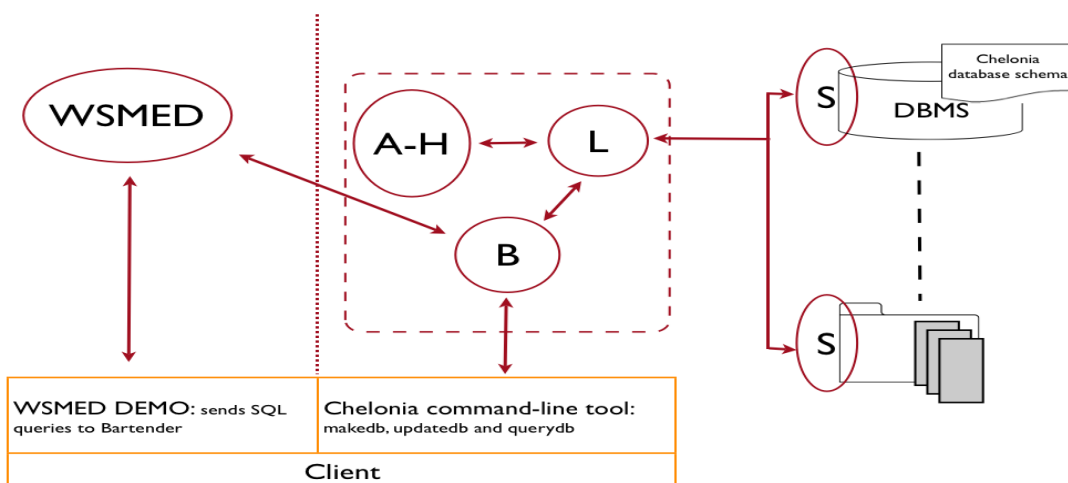 WSMED
A-H
L
B
S
DBMS
Chelonia
database schema
S
WSMED DEMO: sends SQL
queries to Bartender
Chelonia command-line tool:
makedb, updatedb and querydb
Client